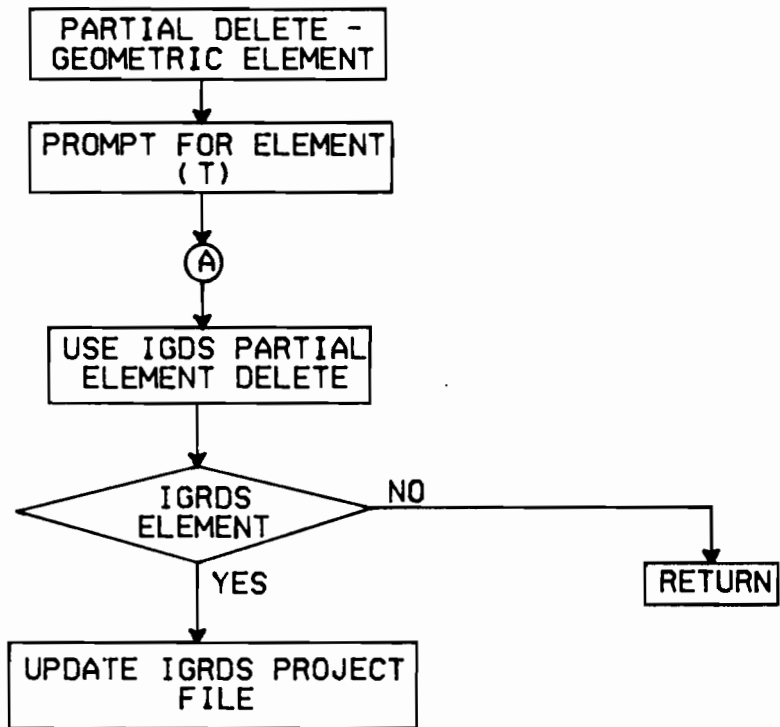 PARTIAL DELETE -
GEOMETRIC ELEMENT
PROMPT FOR ELEMENT
(T)
A
USE IGDS PARTIAL
ELEMENT DELETE
IGRDS
ELEMENT
NO
RETURN
YES
UPDATE IGRDS PROJECT
FILE